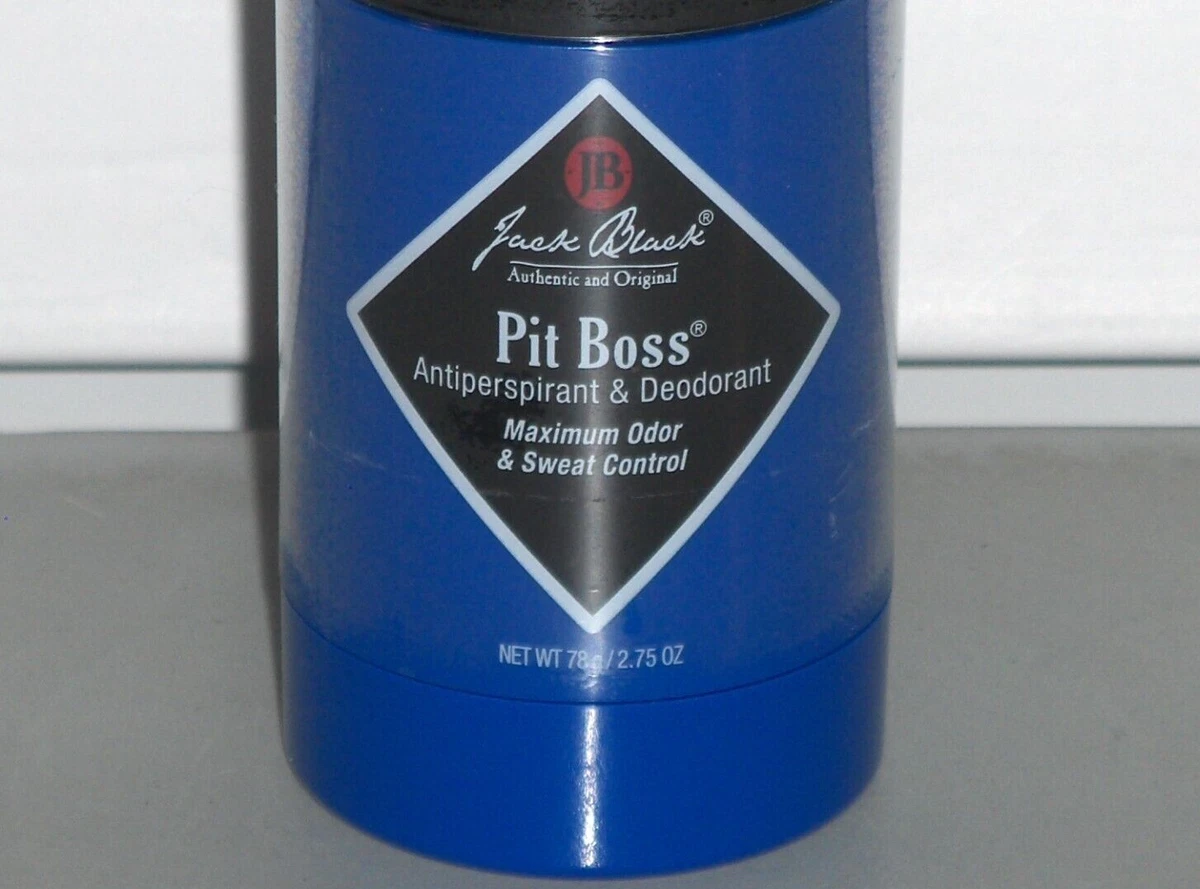 JB
Jack Black®
Authentic and Original
Pit Boss®
Antiperspirant & Deodorant
Maximum Odor
& Sweat Control
NET WT 78 g / 2.75 OZ